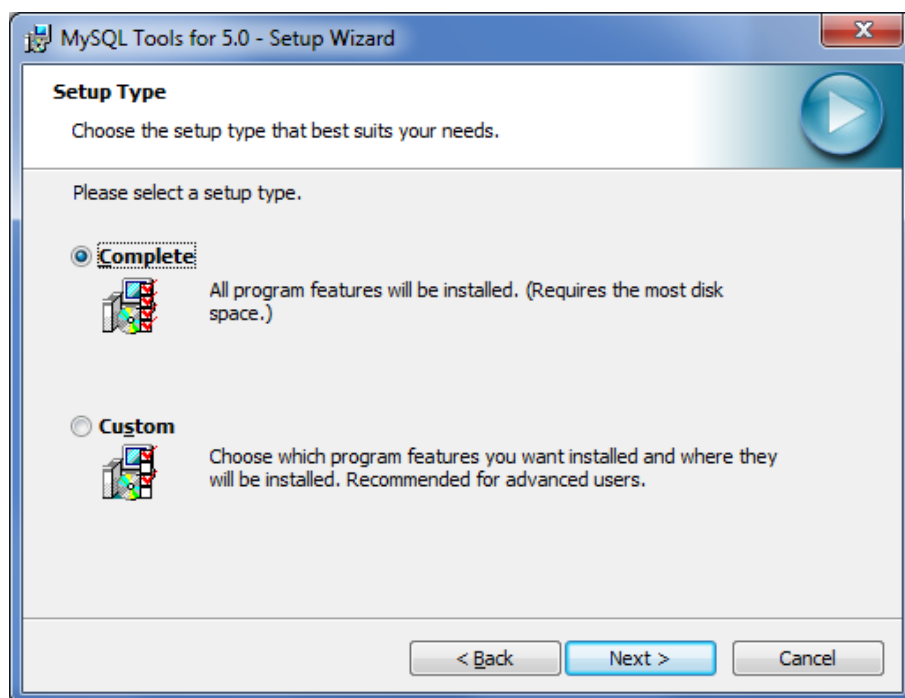 MySQL Tools for 5.0 - Setup Wizard
Setup Type
Choose the setup type that best suits your needs.
Please select a setup type.
Complete
All program features will be installed. (Requires the most disk
space.)
Custom
Choose which program features you want installed and where they
will be installed. Recommended for advanced users.
< Back
Next >
Cancel